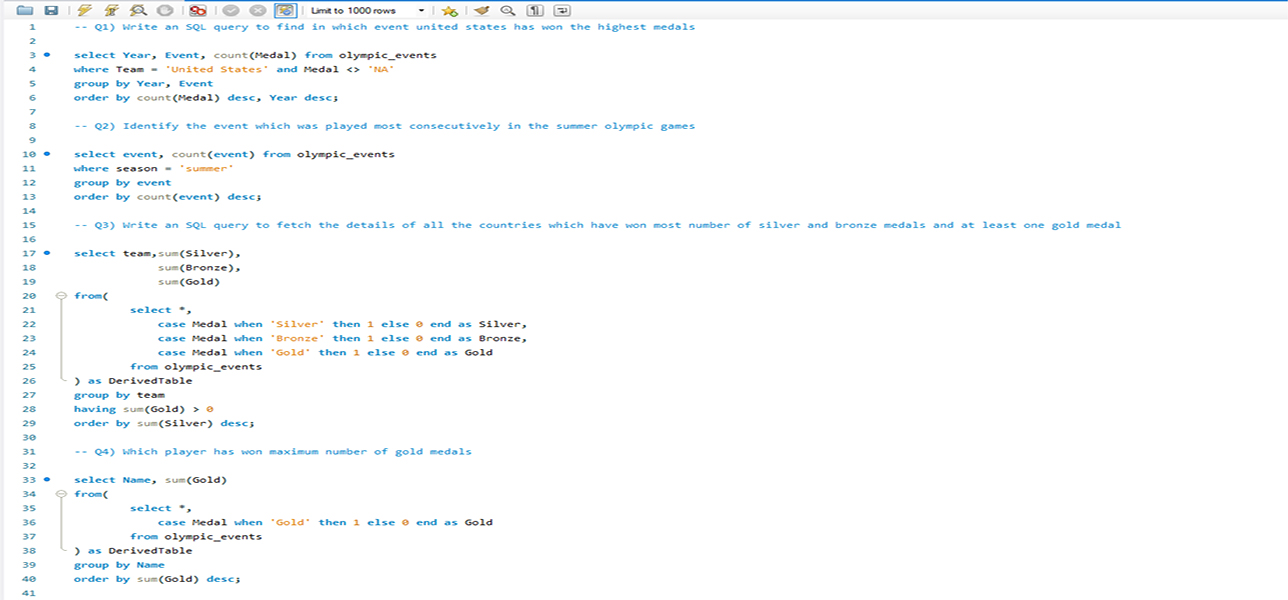 Limit to 1000 rows
1 -- Q1) Write an SQL query to find in which event united states has won the highest medals
2
3 select Year, Event, count(Medal) from olympic_events
4 where Team = 'United States' and Medal <> 'NA'
5 group by Year, Event
6 order by count(Medal) desc, Year desc;
7
8 -- Q2) Identify the event which was played most consecutively in the summer olympic games
9
10 select event, count(event) from olympic_events
11 where season = 'summer'
12 group by event
13 order by count(event) desc;
14
15 -- Q3) Write an SQL query to fetch the details of all the countries which have won most number of silver and bronze medals and at least one gold medal
16
17 select team,sum(Silver),
18 sum(Bronze),
19 sum(Gold)
20 from(
21 select *,
22 case Medal when 'Silver' then 1 else 0 end as Silver,
23 case Medal when 'Bronze' then 1 else 0 end as Bronze,
24 case Medal when 'Gold' then 1 else 0 end as Gold
25 from olympic_events
26 ) as DerivedTable
27 group by team
28 having sum(Gold) > 0
29 order by sum(Silver) desc;
30
31 -- Q4) Which player has won maximum number of gold medals
32
33 select Name, sum(Gold)
34 from(
35 select *,
36 case Medal when 'Gold' then 1 else 0 end as Gold
37 from olympic_events
38 ) as DerivedTable
39 group by Name
40 order by sum(Gold) desc;
41